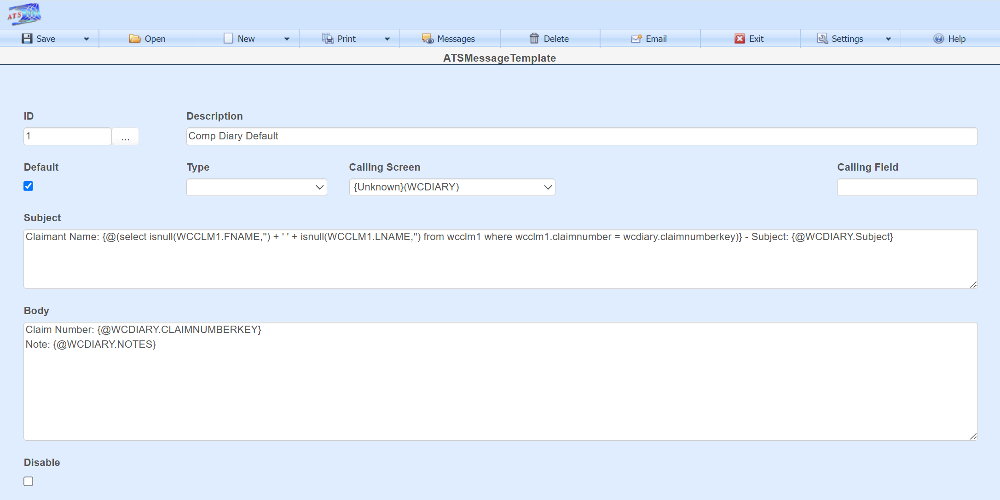 ATS
Save Open New Print Messages Delete Email Exit Settings Help
ATSMessageTemplate
ID Description
1 ... Comp Diary Default
Default Type Calling Screen Calling Field
{Unknown}(WCDIARY)
Subject
Claimant Name: {@(select isnull(WCCLM1.FNAME,'') + ' ' + isnull(WCCLM1.LNAME,'') from wcclm1 where wcclm1.claimnumber = wcdiary.claimnumberkey)} - Subject: {@WCDIARY.Subject}
Body
Claim Number: {@WCDIARY.CLAIMNUMBERKEY}
Note: {@WCDIARY.NOTES}
Disable